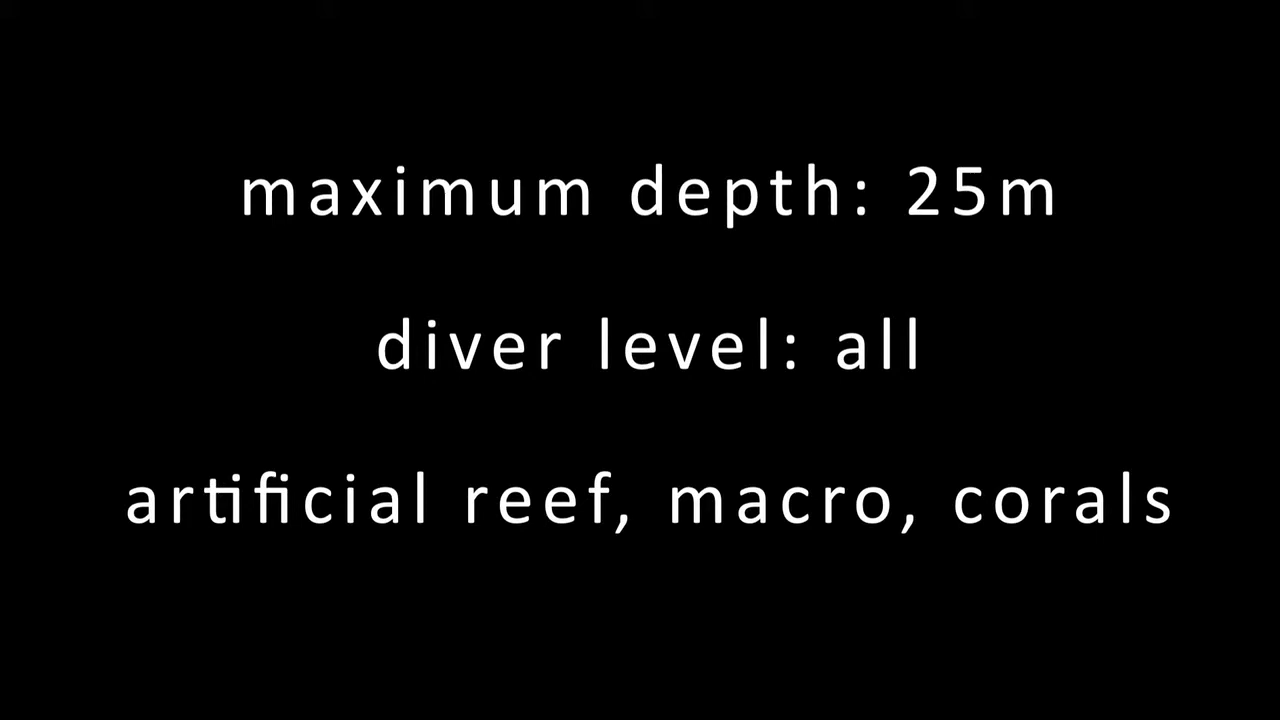 maximum depth: 25m
diver level: all
artificial reef, macro, corals